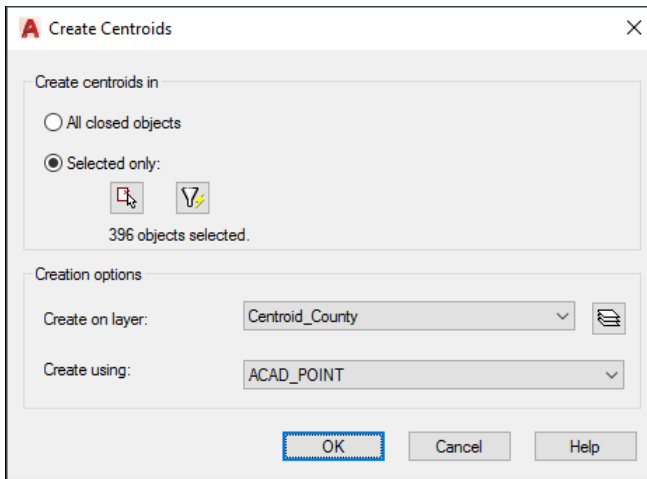 Create Centroids
Create centroids in
All closed objects
Selected only:
396 objects selected.
Creation options
Create on layer:
Centroid_County
Create using:
ACAD_POINT
OK
Cancel
Help